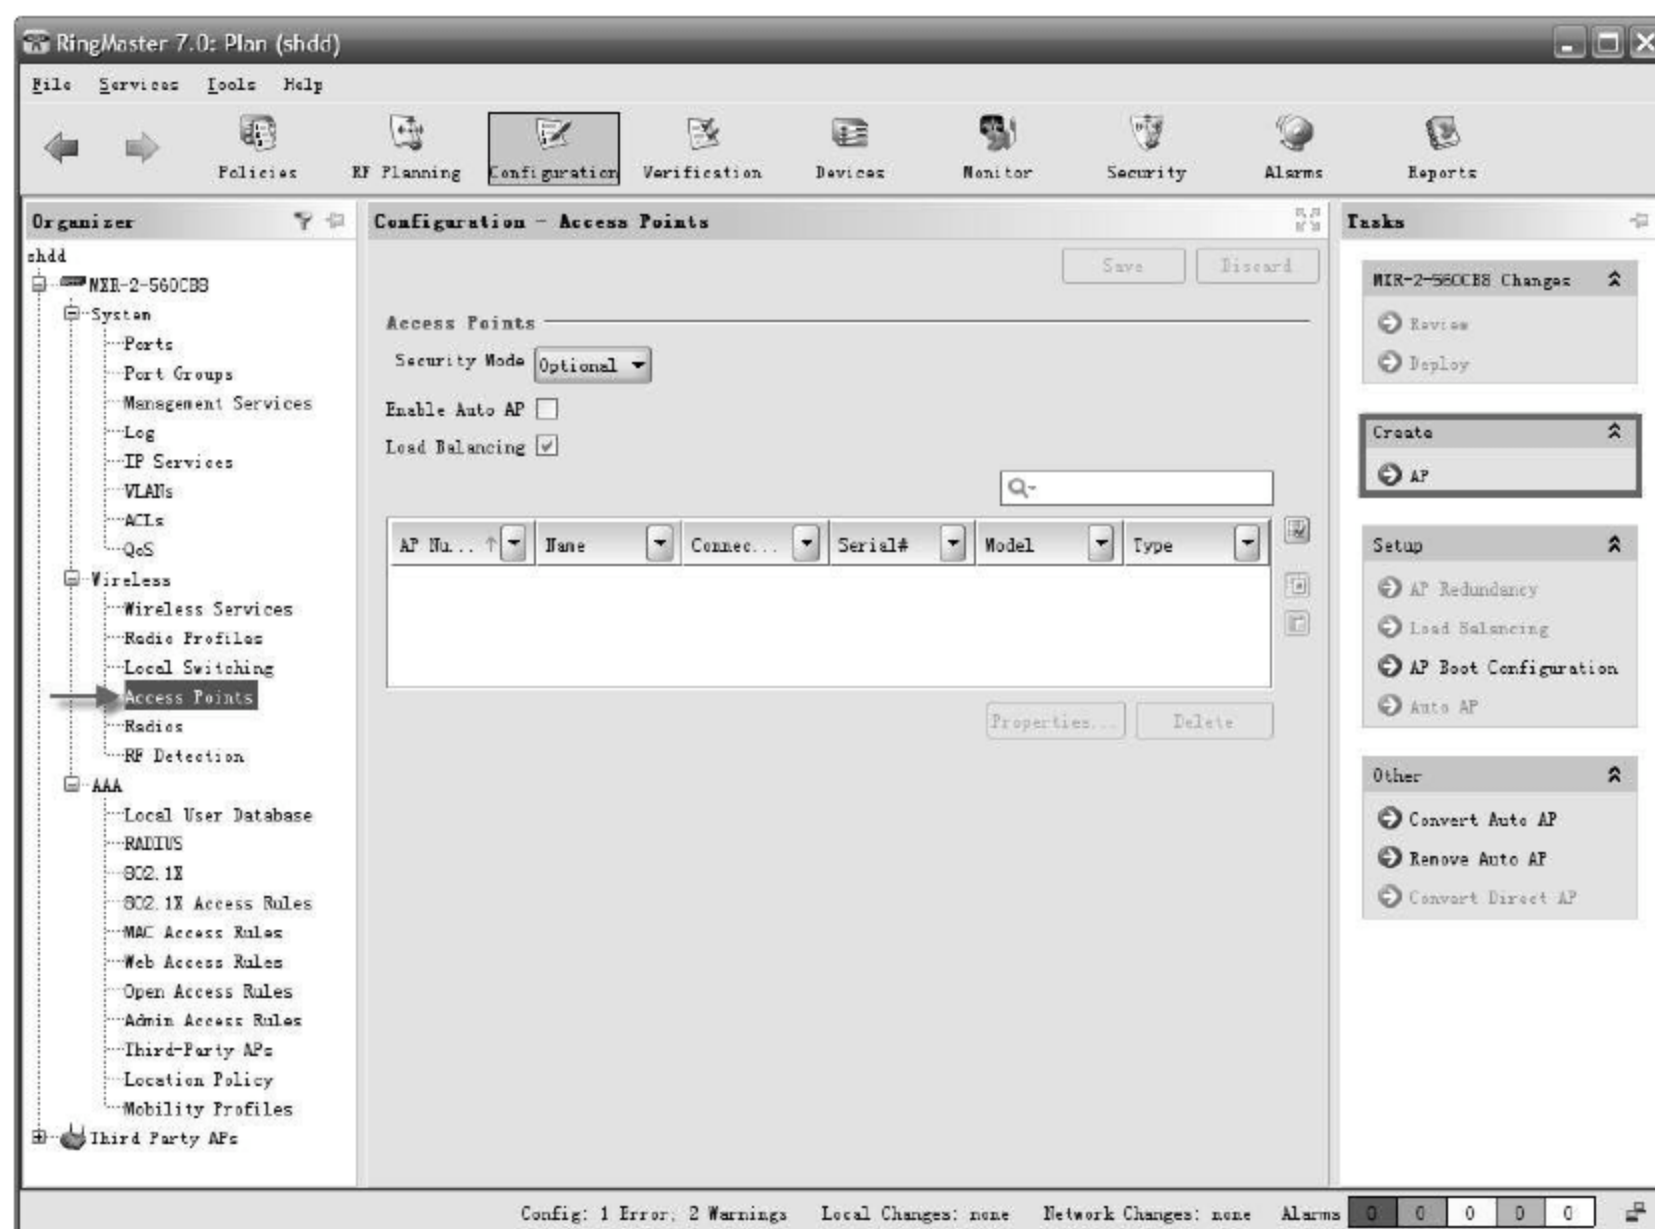 RingMaster 7.0: Plan (shdd)
File Services Tools Help
Policies RF Planning Configuration Verification Devices Monitor Security Alarms Reports
Organizer
shdd
MXR-2-560CB8
System
Ports
Port Groups
Management Services
Log
IP Services
VLANs
ACLs
QoS
Wireless
Wireless Services
Radio Profiles
Local Switching
Access Points
Radios
RF Detection
AAA
Local User Database
RADIUS
802.1X
802.1X Access Rules
MAC Access Rules
Web Access Rules
Open Access Rules
Admin Access Rules
Third-Party APs
Location Policy
Mobility Profiles
Third Party APs
Configuration - Access Points
Save Discard
Access Points
Security Mode Optional
Enable Auto AP
Load Balancing
AP Nu... Name Connec... Serial# Model Type
Properties... Delete
Tasks
MXR-2-560CB8 Changes
Review
Deploy
Create
AP
Setup
AP Redundancy
Load Balancing
AP Boot Configuration
Auto AP
Other
Convert Auto AP
Remove Auto AP
Convert Direct AP
Config: 1 Error, 2 Warnings Local Changes: none Network Changes: none Alarms 0 0 0 0 0